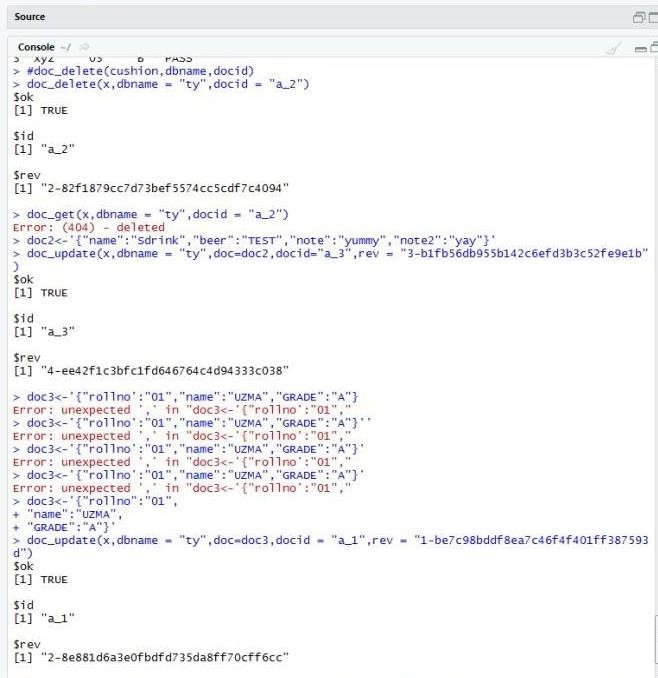 Source
Console ~/
3 xyz 03 B PASS
> #doc_delete(cushion,dbname,docid)
> doc_delete(x,dbname = "ty",docid = "a_2")
$ok
[1] TRUE
$id
[1] "a_2"
$rev
[1] "2-82f1879cc7d73bef5574cc5cdf7c4094"
> doc_get(x,dbname = "ty",docid = "a_2")
Error: (404) - deleted
> doc2<-'{"name":"Sdrink","beer":"TEST","note":"yummy","note2":"yay"}'
> doc_update(x,dbname = "ty",doc=doc2,docid="a_3",rev = "3-b1fb56db955b142c6efd3b3c52fe9e1b"
)
$ok
[1] TRUE
$id
[1] "a_3"
$rev
[1] "4-ee42f1c3bfc1fd646764c4d94333c038"
> doc3<-'{"rollno':"01","name":"UZMA","GRADE":"A"}
Error: unexpected ',' in "doc3<-'{"rollno':"01","
> doc3<-'{"rollno':"01","name":"UZMA","GRADE":"A"}''
Error: unexpected ',' in "doc3<-'{"rollno':"01","
> doc3<-'{"rollno':"01","name":"UZMA","GRADE":"A"}'
Error: unexpected ',' in "doc3<-'{"rollno':"01","
> doc3<-'{"rollno':"01","name":"UZMA","GRADE":"A"}'
Error: unexpected ',' in "doc3<-'{"rollno':"01","
> doc3<-'{"rollno":"01",
+ "name":"UZMA",
+ "GRADE":"A"}'
> doc_update(x,dbname = "ty",doc=doc3,docid = "a_1",rev = "1-be7c98bddf8ea7c46f4f401ff387593
d")
$ok
[1] TRUE
$id
[1] "a_1"
$rev
[1] "2-8e881d6a3e0fbdfd735da8ff70cff6cc"